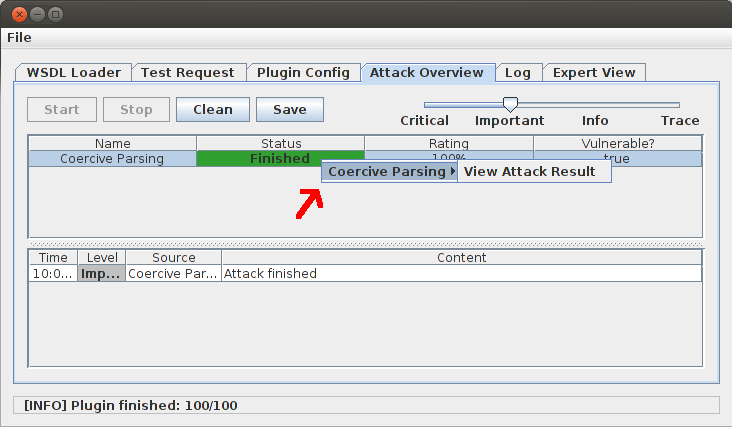 File
WSDL Loader Test Request Plugin Config Attack Overview Log Expert View
Start Stop Clean Save
Critical Important Info Trace
Name Status Rating Vulnerable?
Coercive Parsing Finished 100% true
Coercive Parsing View Attack Result
Time Level Source Content
10:0... Imp... Coercive Par... Attack finished
[INFO] Plugin finished: 100/100